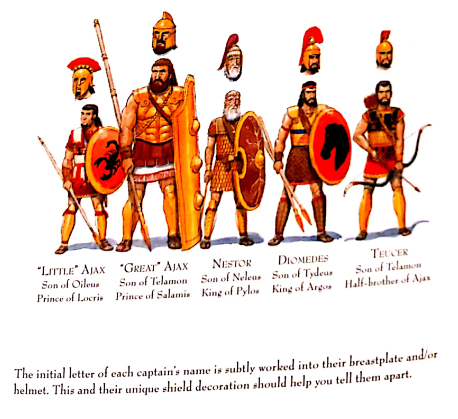 "LITTLE" AJAX
Son of Oileus
Prince of Locris
"GREAT" AJAX
Son of Telamon
Prince of Salamis
NESTOR
Son of Neleus
King of Pylos
DIOMEDES
Son of Tydeus
King of Argos
TEUCER
Son of Telamon
Half-brother of Ajax
The initial letter of each captain's name is subtly worked into their breastplate and/or
helmet. This and their unique shield decoration should help you tell them apart.